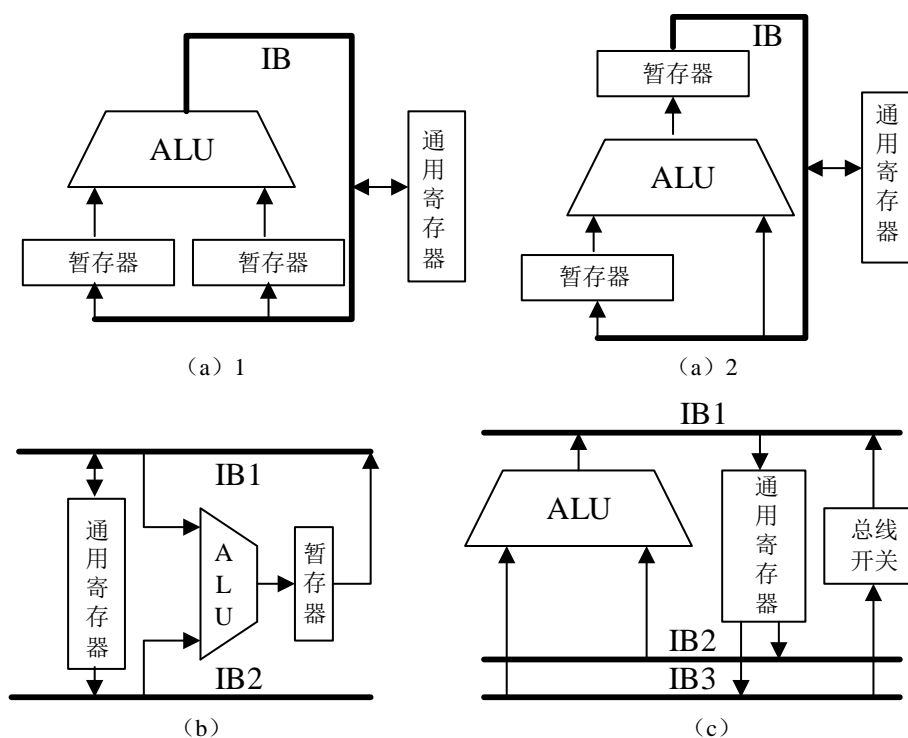 IB
ALU
暂存器
暂存器
通用寄存器
(a)1
IB
暂存器
ALU
暂存器
通用寄存器
(a)2
IB1
通用寄存器
ALU
暂存器
IB2
(b)
IB1
ALU
通用寄存器
总线
开关
IB2
IB3
(c)